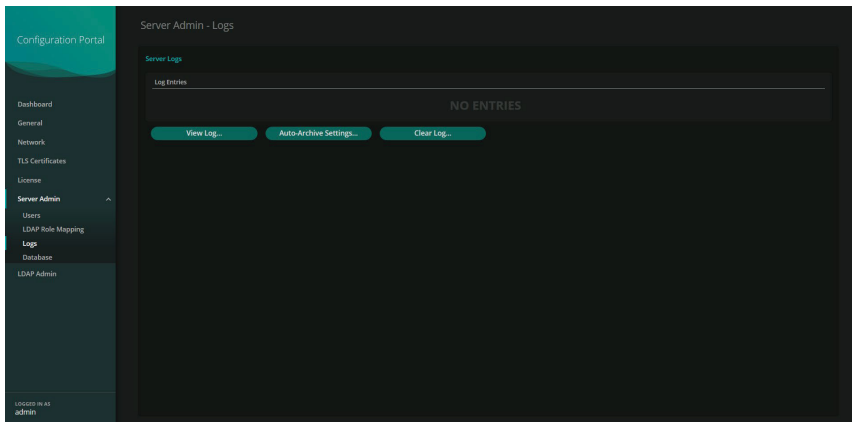 Configuration Portal
Dashboard
General
Network
TLS Certificates
License
Server Admin
Users
LDAP Role Mapping
Logs
Database
LDAP Admin
LOGGED IN AS
admin
Server Admin - Logs
Server Logs
Log Entries
NO ENTRIES
View Log... Auto-Archive Settings... Clear Log...